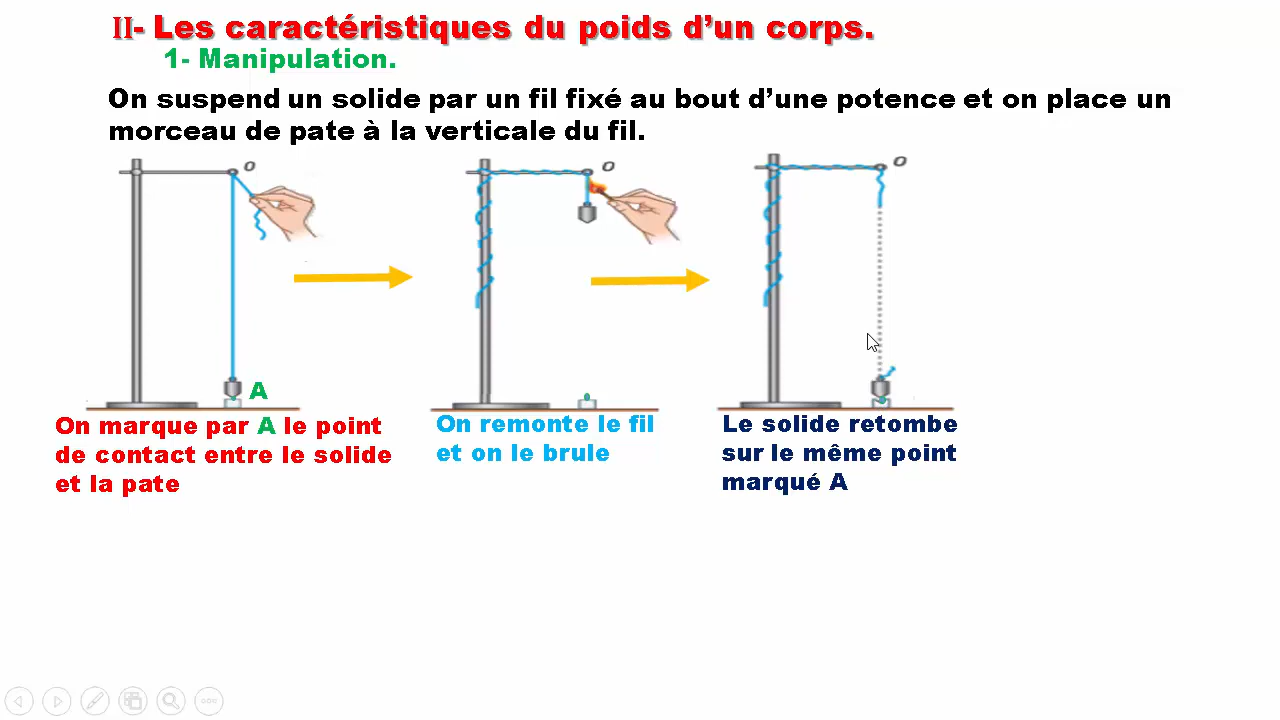 II- Les caractéristiques du poids d’un corps.
1- Manipulation.
On suspend un solide par un fil fixé au bout d’une potence et on place un
morceau de pate à la verticale du fil.
O
O
O
A
On marque par A le point
de contact entre le solide
et la pate
On remonte le fil
et on le brule
Le solide retombe
sur le même point
marqué A